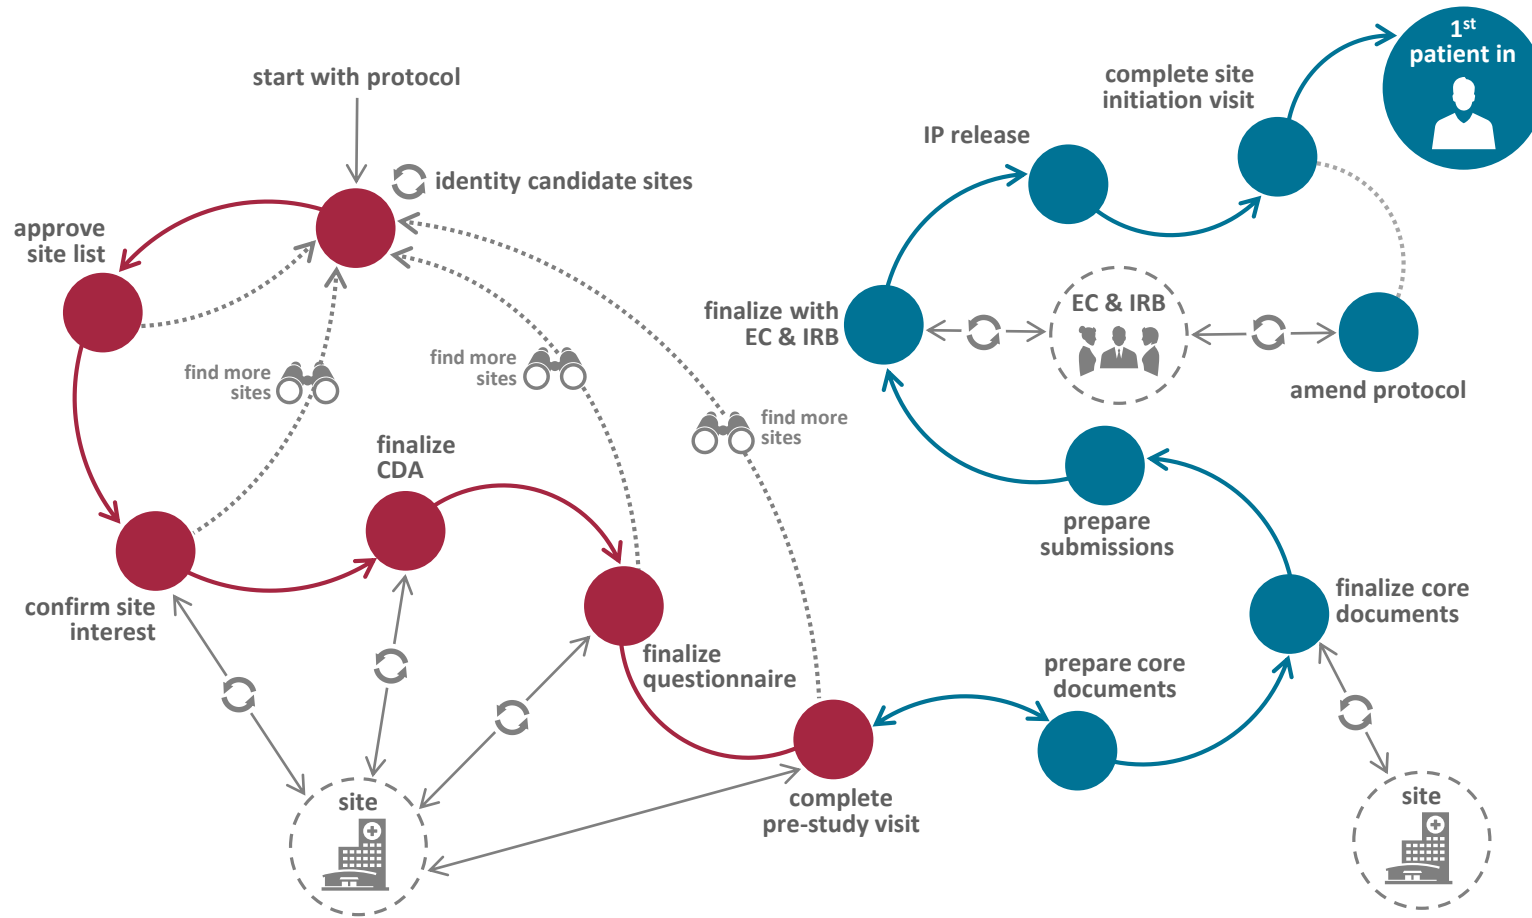 start with protocol
identity candidate sites
approve
site list
find more
sites
find more
sites
find more
sites
finalize
CDA
confirm site
interest
finalize
questionnaire
site
complete
pre-study visit
prepare core
documents
finalize core
documents
site
prepare
submissions
finalize with
EC & IRB
EC & IRB
amend protocol
IP release
complete site
initiation visit
1st
patient in